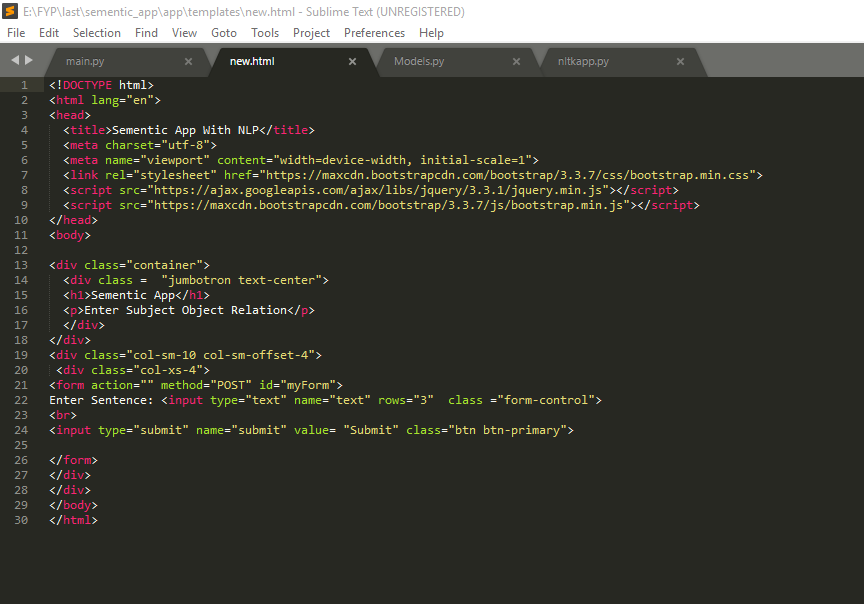 E:\FYP\last\sementic_app\app\templates\new.html - Sublime Text (UNREGISTERED)
File Edit Selection Find View Goto Tools Project Preferences Help
main.py × new.html × Models.py × nitkapp.py ×
1 <!DOCTYPE html>
2 <html lang="en">
3 <head>
4   <title>Sementic App With NLP</title>
5   <meta charset="utf-8">
6   <meta name="viewport" content="width=device-width, initial-scale=1">
7   <link rel="stylesheet" href="https://maxcdn.bootstrapcdn.com/bootstrap/3.3.7/css/bootstrap.min.css">
8   <script src="https://ajax.googleapis.com/ajax/libs/jquery/3.3.1/jquery.min.js"></script>
9   <script src="https://maxcdn.bootstrapcdn.com/bootstrap/3.3.7/js/bootstrap.min.js"></script>
10 </head>
11 <body>
12
13 <div class="container">
14   <div class =  "jumbotron text-center">
15   <h1>Sementic App</h1>
16   <p>Enter Subject Object Relation</p>
17   </div>
18 </div>
19 <div class="col-sm-10 col-sm-offset-4">
20  <div class="col-xs-4">
21 <form action="" method="POST" id="myForm">
22 Enter Sentence: <input type="text" name="text" rows="3"  class ="form-control">
23 <br>
24 <input type="submit" name="submit" value= "Submit" class="btn btn-primary">
25
26 </form>
27 </div>
28 </div>
29 </body>
30 </html>